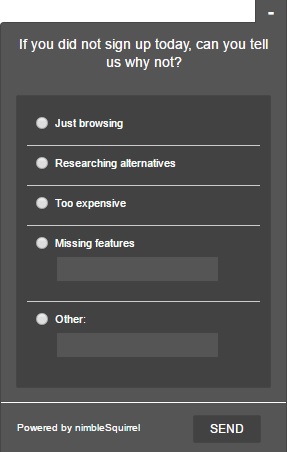 If you did not sign up today, can you tell
us why not?
Just browsing
Researching alternatives
Too expensive
Missing features
Other:
Powered by nimbleSquirrel
SEND